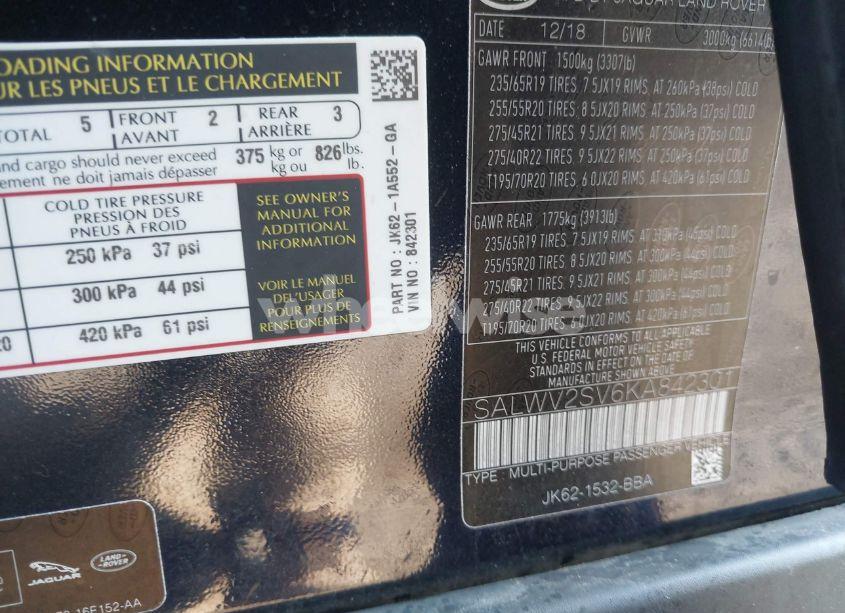 LOADING INFORMATION
UR LES PNEUS ET LE CHARGEMENT
TOTAL 5 FRONT AVANT 2 REAR ARRIÈRE 3
and cargo should never exceed 375 kg or 826 lbs.
ement ne doit jamais dépasser kg ou lb.
COLD TIRE PRESSURE
PRESSION DES
PNEUS À FROID
250 kPa 37 psi
300 kPa 44 psi
420 kPa 61 psi
SEE OWNER'S
MANUAL FOR
ADDITIONAL
INFORMATION
VOIR LE MANUEL
DE L'USAGER
POUR PLUS DE
RENSEIGNEMENTS
PART NO : JK62-1A552-GA
VIN NO : 842301
JAGUAR LAND ROVER
DATE 12/18 GVWR 3000kg (6614lb)
GAWR FRONT 1500kg (3307lb)
235/65R19 TIRES, 7.5JX19 RIMS, AT 260kPa (38psi) COLD
255/55R20 TIRES, 8.5JX20 RIMS, AT 250kPa (37psi) COLD
275/45R21 TIRES, 9.5JX21 RIMS, AT 250kPa (37psi) COLD
275/40R22 TIRES, 9.5JX22 RIMS, AT 250kPa (37psi) COLD
T195/70R20 TIRES, 6.0JX20 RIMS, AT 420kPa (61psi) COLD
GAWR REAR 1775kg (3913lb)
235/65R19 TIRES, 7.5JX19 RIMS, AT 310kPa (45psi) COLD
255/55R20 TIRES, 8.5JX20 RIMS, AT 300kPa (44psi) COLD
275/45R21 TIRES, 9.5JX21 RIMS, AT 300kPa (44psi) COLD
275/40R22 TIRES, 9.5JX22 RIMS, AT 300kPa (44psi) COLD
T195/70R20 TIRES, 6.0JX20 RIMS, AT 420kPa (61psi) COLD
THIS VEHICLE CONFORMS TO ALL APPLICABLE
U.S. FEDERAL MOTOR VEHICLE SAFETY
STANDARDS IN EFFECT ON THE DATE OF
MANUFACTURE SHOWN ABOVE
SALWV2SV6KA842301
TYPE MULTI-PURPOSE PASSENGER VEHICLE
JK62-1532-BBA
JAGUAR
LAND-ROVER
16F152-AA